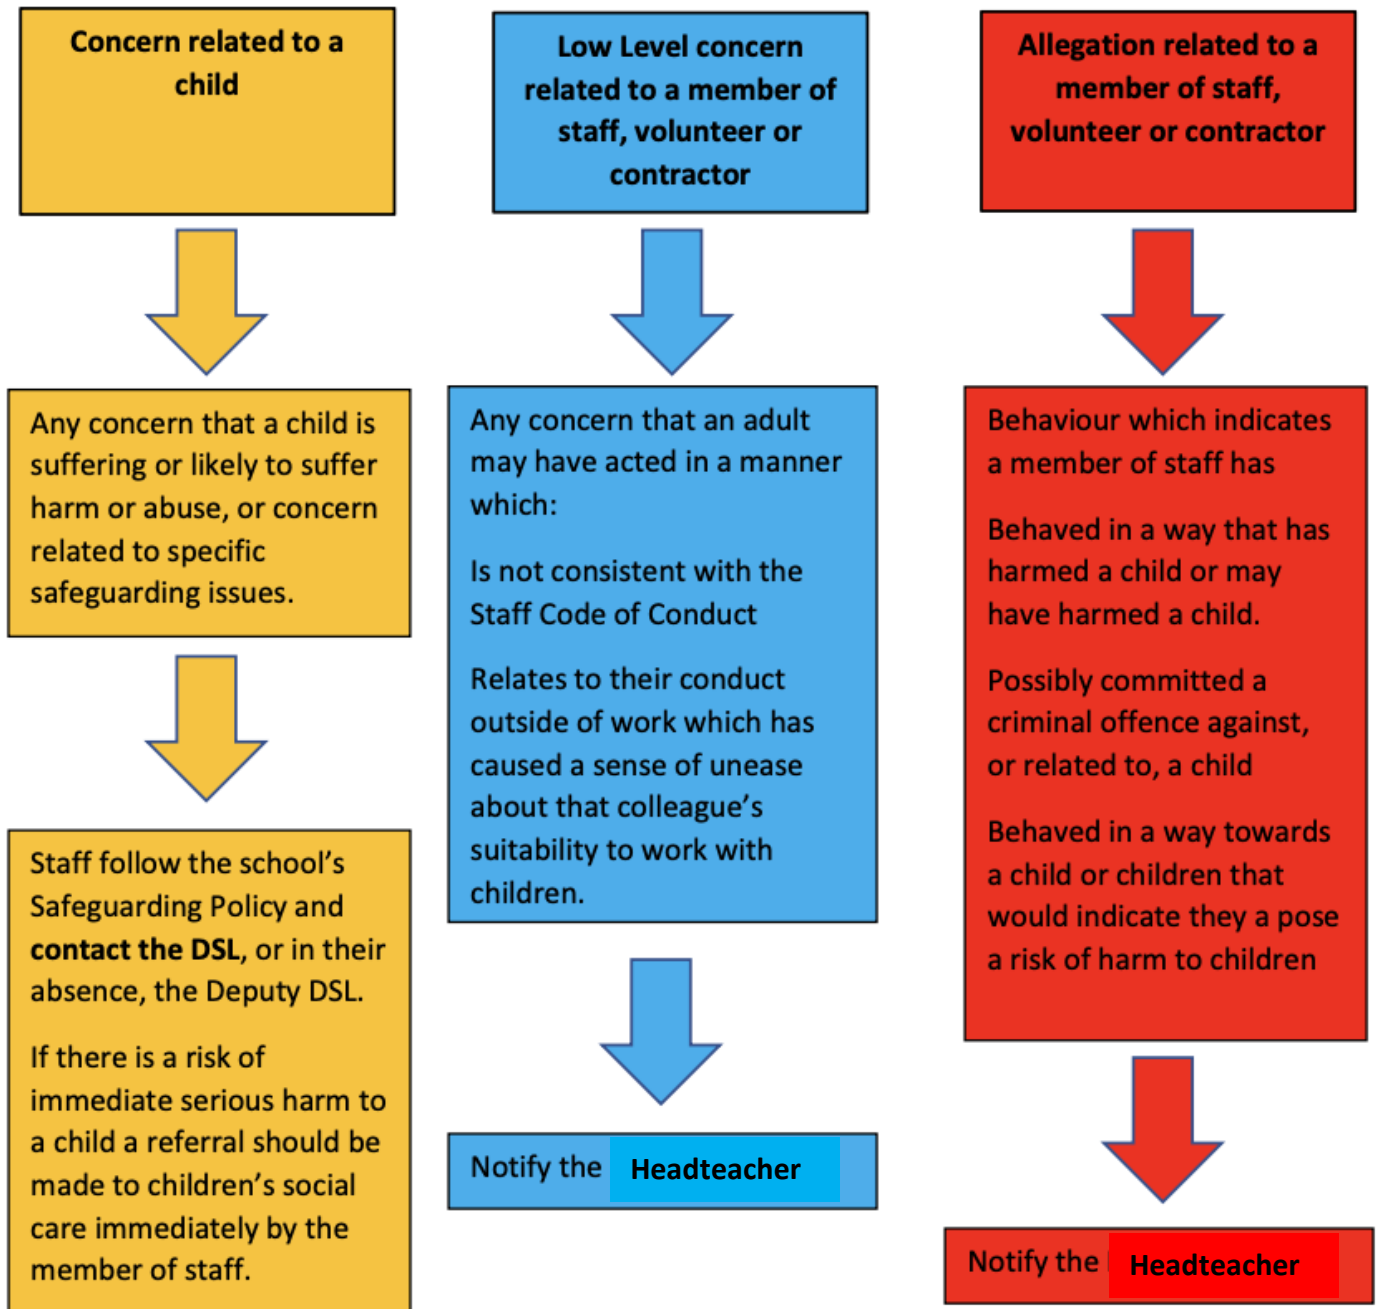 Concern related to a
child
Any concern that a child is
suffering or likely to suffer
harm or abuse, or concern
related to specific
safeguarding issues.
Staff follow the school’s
Safeguarding Policy and
contact the DSL, or in their
absence, the Deputy DSL.
If there is a risk of
immediate serious harm to
a child a referral should be
made to children’s social
care immediately by the
member of staff.
Low Level concern
related to a member of
staff, volunteer or
contractor
Any concern that an adult
may have acted in a manner
which:
Is not consistent with the
Staff Code of Conduct
Relates to their conduct
outside of work which has
caused a sense of unease
about that colleague’s
suitability to work with
children.
Notify the Headteacher
Allegation related to a
member of staff,
volunteer or contractor
Behaviour which indicates
a member of staff has
Behaved in a way that has
harmed a child or may
have harmed a child.
Possibly committed a
criminal offence against,
or related to, a child
Behaved in a way towards
a child or children that
would indicate they a pose
a risk of harm to children
Notify the Headteacher